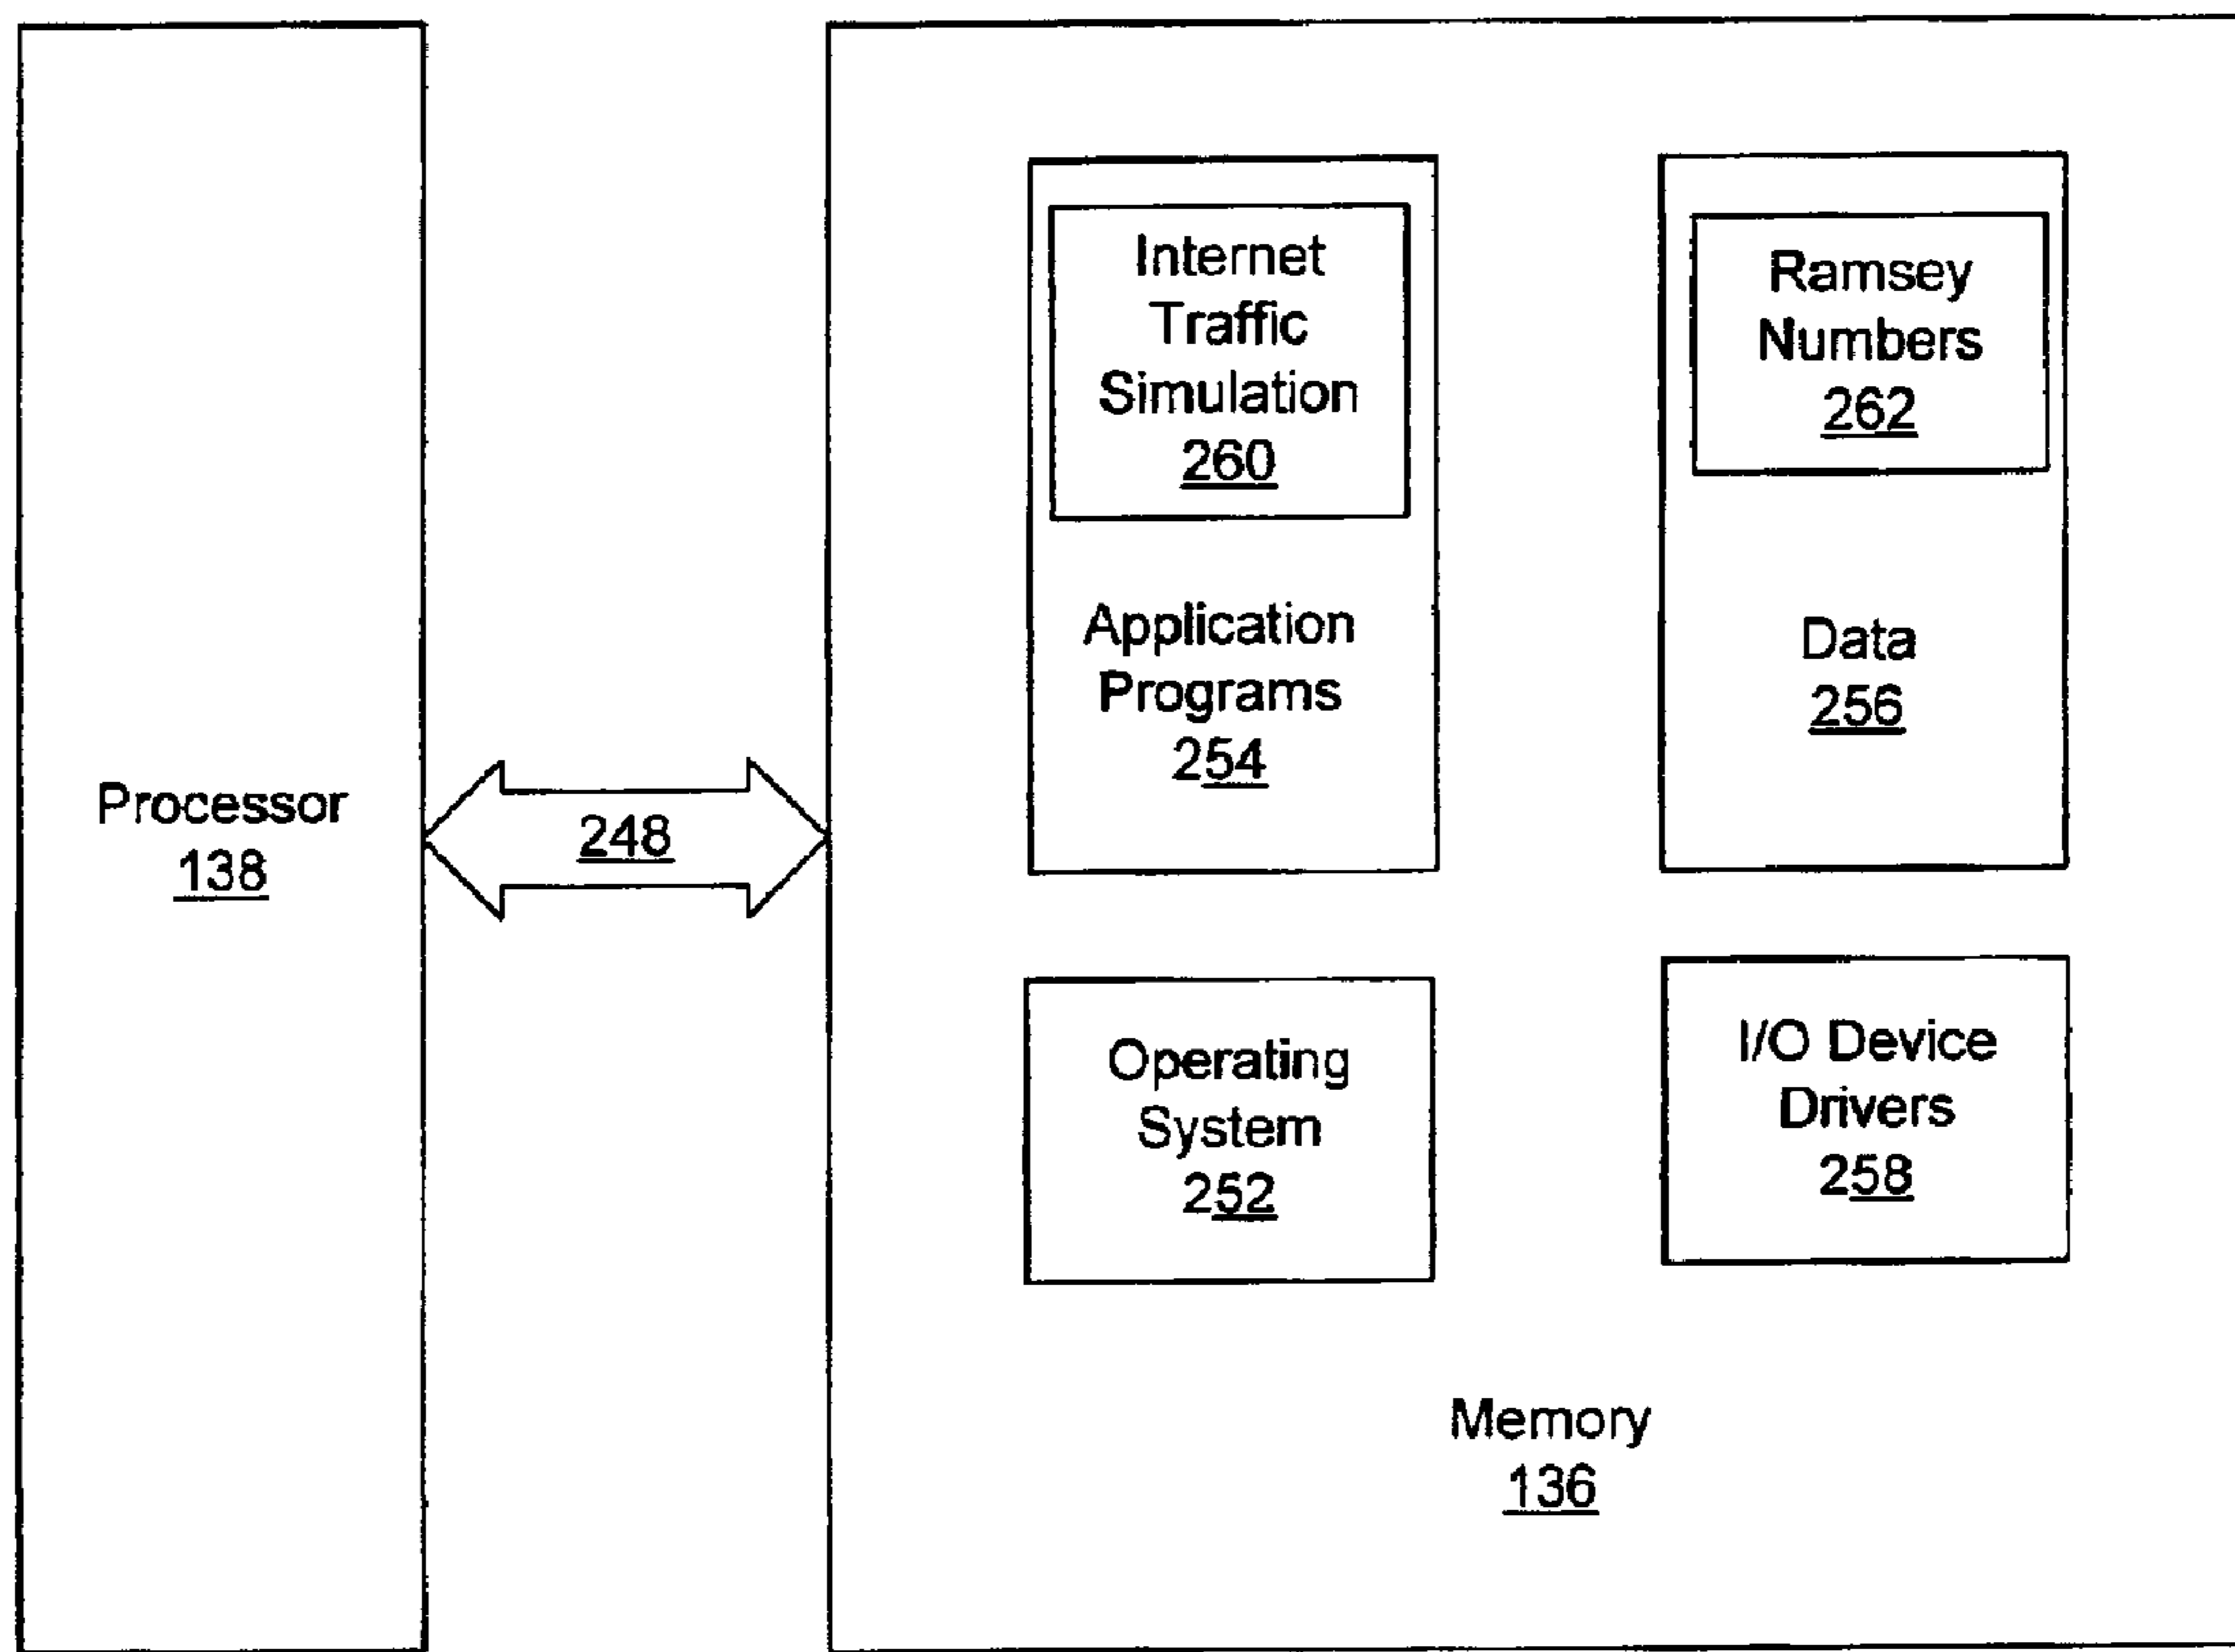 Processor
138
248
Internet
Traffic
Simulation
260
Application
Programs
254
Ramsey
Numbers
262
Data
256
Operating
System
252
I/O Device
Drivers
258
Memory
136